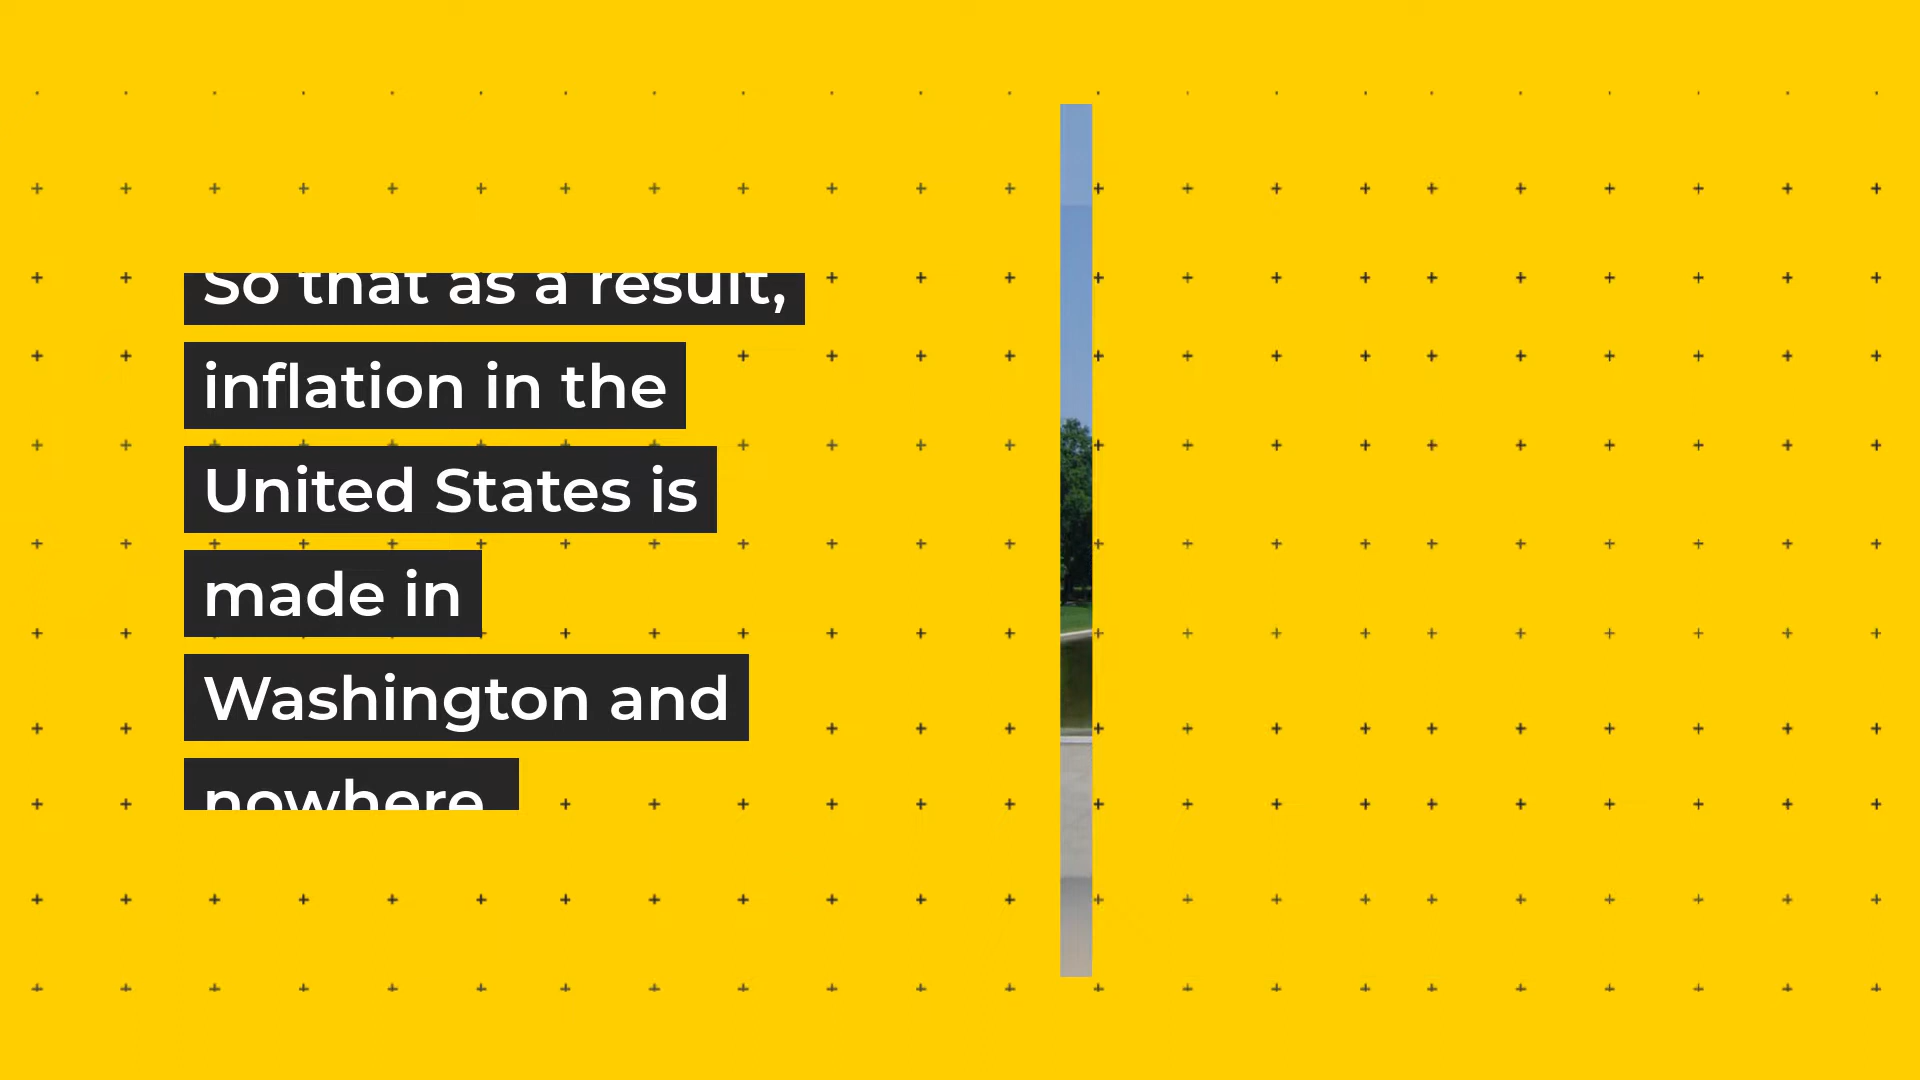 So that as a result,
inflation in the
United States is
made in
Washington and
nowhere